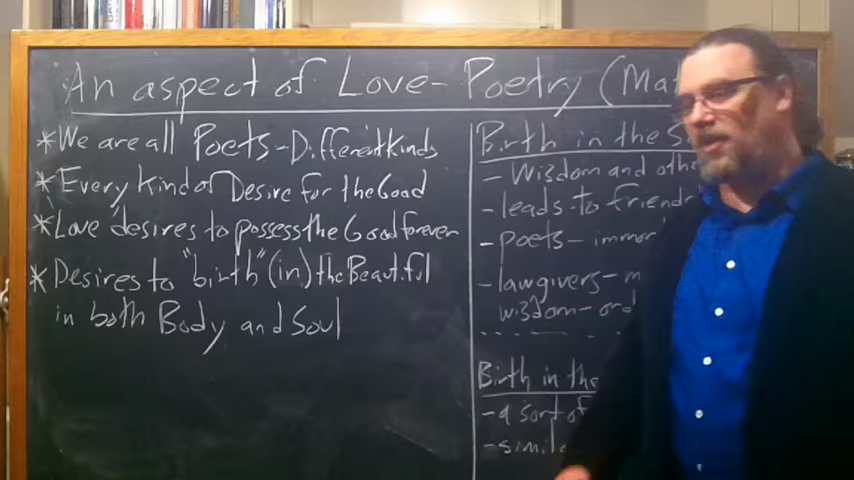 An aspect of Love - Poetry (Mat
* We are all Poets - Different kinds
* Every kind of Desire for the Good
* Love desires to possess the Good forever
* Desires to "birth" (in) the Beautiful
in both Body and Soul
Birth in the S
- Wisdom and othe
- leads to friend
- poets - immor
- lawgivers - m
wisdom - ord
Birth in the
- a sort of
- simila